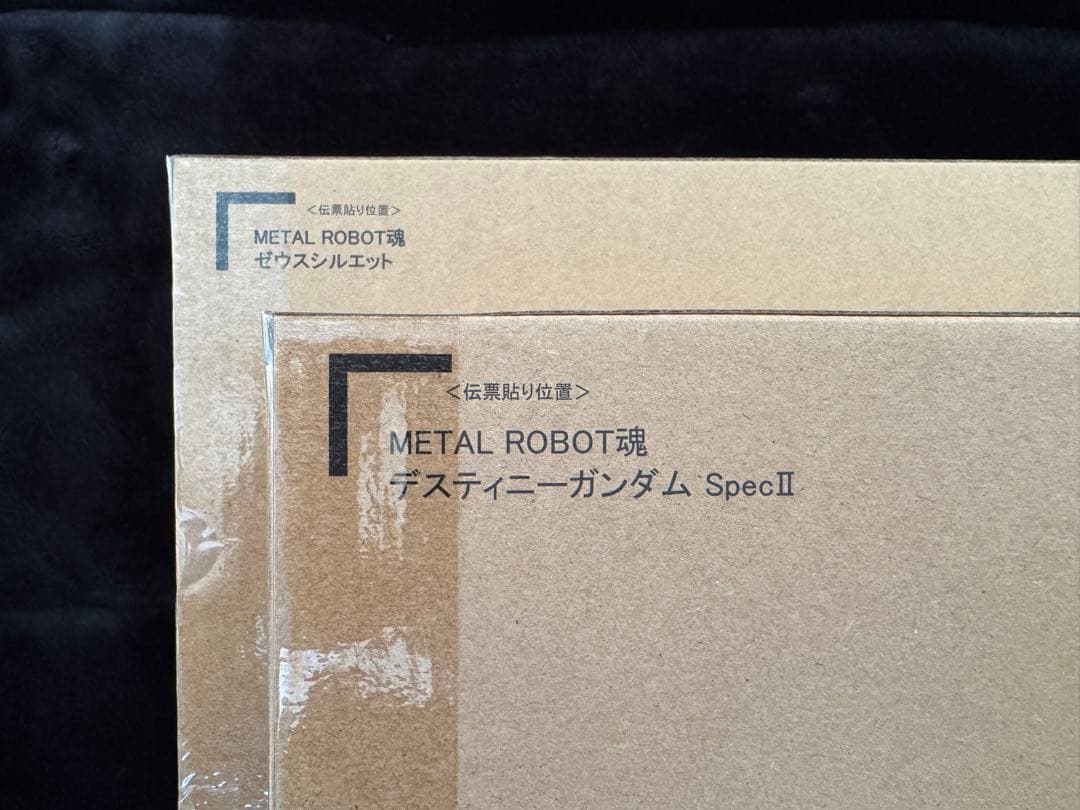 <伝票貼り位置>
METAL ROBOT魂
ゼウスシルエット
<伝票貼り位置>
METAL ROBOT魂
デスティニーガンダム SpecⅡ